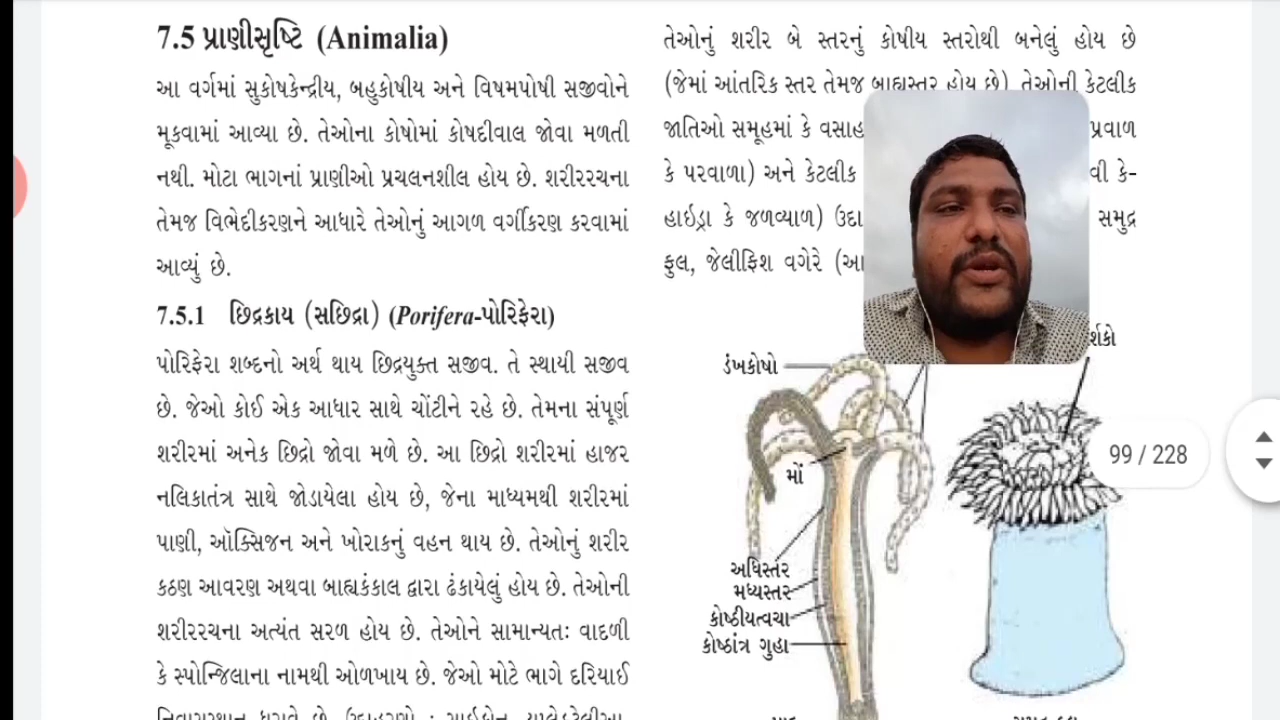 7.5 પ્રાણીસૃષ્ટિ (Animalia)
આ વર્ગમાં સુકોષકેન્દ્રીય, બહુકોષીય અને વિષમપોષી સજીવોને
મૂકવામાં આવ્યા છે. તેઓના કોષોમાં કોષદીવાલ જોવા મળતી
નથી. મોટા ભાગનાં પ્રાણીઓ પ્રચલનશીલ હોય છે. શરીરરચના
તેમજ વિભેદીકરણને આધારે તેઓનું આગળ વર્ગીકરણ કરવામાં
આવ્યું છે.
7.5.1 છિદ્રકાય (સછિદ્રા) (Porifera-પોરિફેરા)
પોરિફેરા શબ્દનો અર્થ થાય છિદ્રયુક્ત સજીવ. તે સ્થાયી સજીવ
છે. જેઓ કોઈ એક આધાર સાથે ચોંટીને રહે છે. તેમના સંપૂર્ણ
શરીરમાં અનેક છિદ્રો જોવા મળે છે. આ છિદ્રો શરીરમાં હાજર
નલિકાતંત્ર સાથે જોડાયેલા હોય છે, જેના માધ્યમથી શરીરમાં
પાણી, ઑક્સિજન અને ખોરાકનું વહન થાય છે. તેઓનું શરીર
કઠણ આવરણ અથવા બાહ્યકંકાલ દ્વારા ઢંકાયેલું હોય છે. તેઓની
શરીરરચના અત્યંત સરળ હોય છે. તેઓને સામાન્યતઃ વાદળી
કે સ્પોન્જિલાના નામથી ઓળખાય છે. જેઓ મોટે ભાગે દરિયાઈ
તેઓનું શરીર બે સ્તરનું કોષીય સ્તરોથી બનેલું હોય છે
(જેમાં આંતરિક સ્તર તેમજ બાહ્યસ્તર હોય છે) તેઓની કેટલીક
જાતિઓ સમૂહમાં કે વસાહ પ્રવાળ
કે પરવાળા) અને કેટલીક વી કે-
હાઇડ્રા કે જળવ્યાળ) ઉદા સમુદ્ર
ફુલ, જેલીફિશ વગેરે (આ
ર્શકો
ડંખકોષો
મોં
99 / 228
અધિસ્તર
મધ્યસ્તર
કોષ્ઠીયત્વચા
કોષ્ઠાંત્ર ગુહા